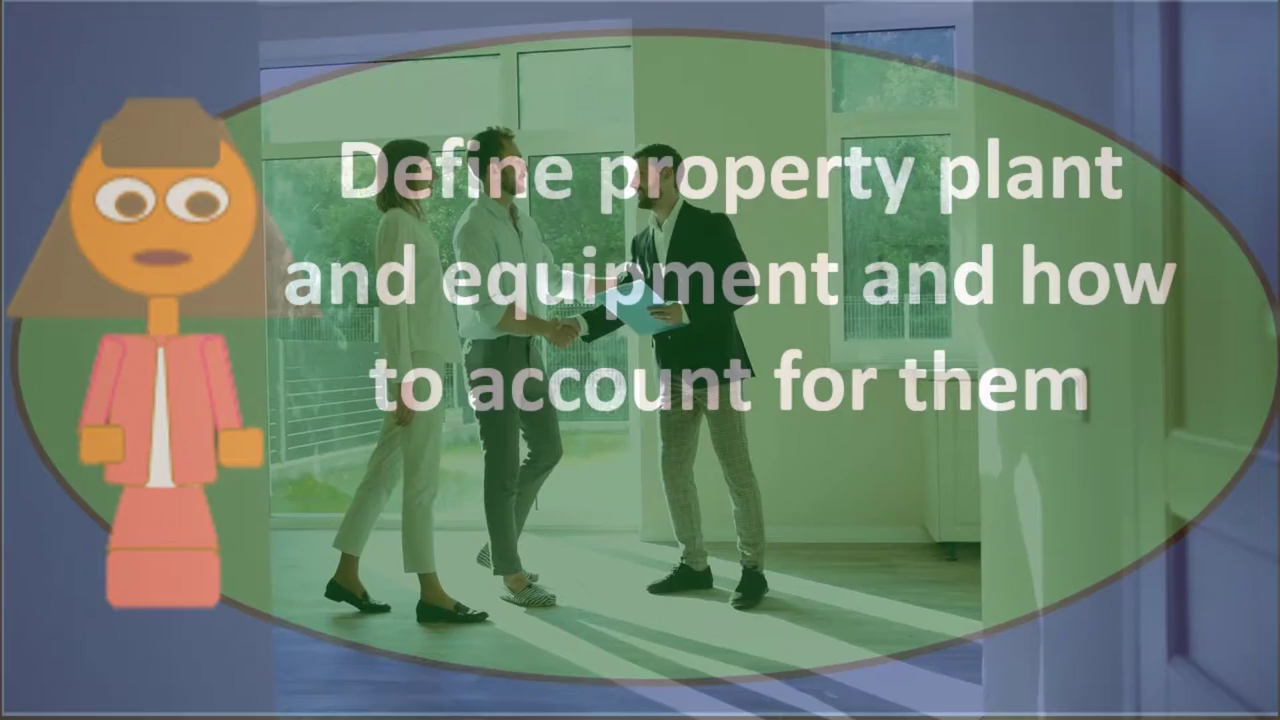 Define property plant
and equipment and how
to account for them